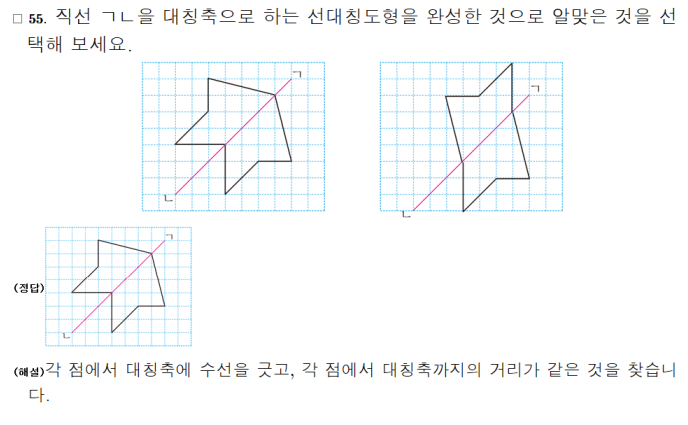 □ 55. 직선 ㄱㄴ을 대칭축으로 하는 선대칭도형을 완성한 것으로 알맞은 것을 선
택해 보세요.
ㄱ
ㄱ
ㄴ
ㄴ
ㄱ
(정답)
ㄴ
(해설)각 점에서 대칭축에 수선을 긋고, 각 점에서 대칭축까지의 거리가 같은 것을 찾습니
다.